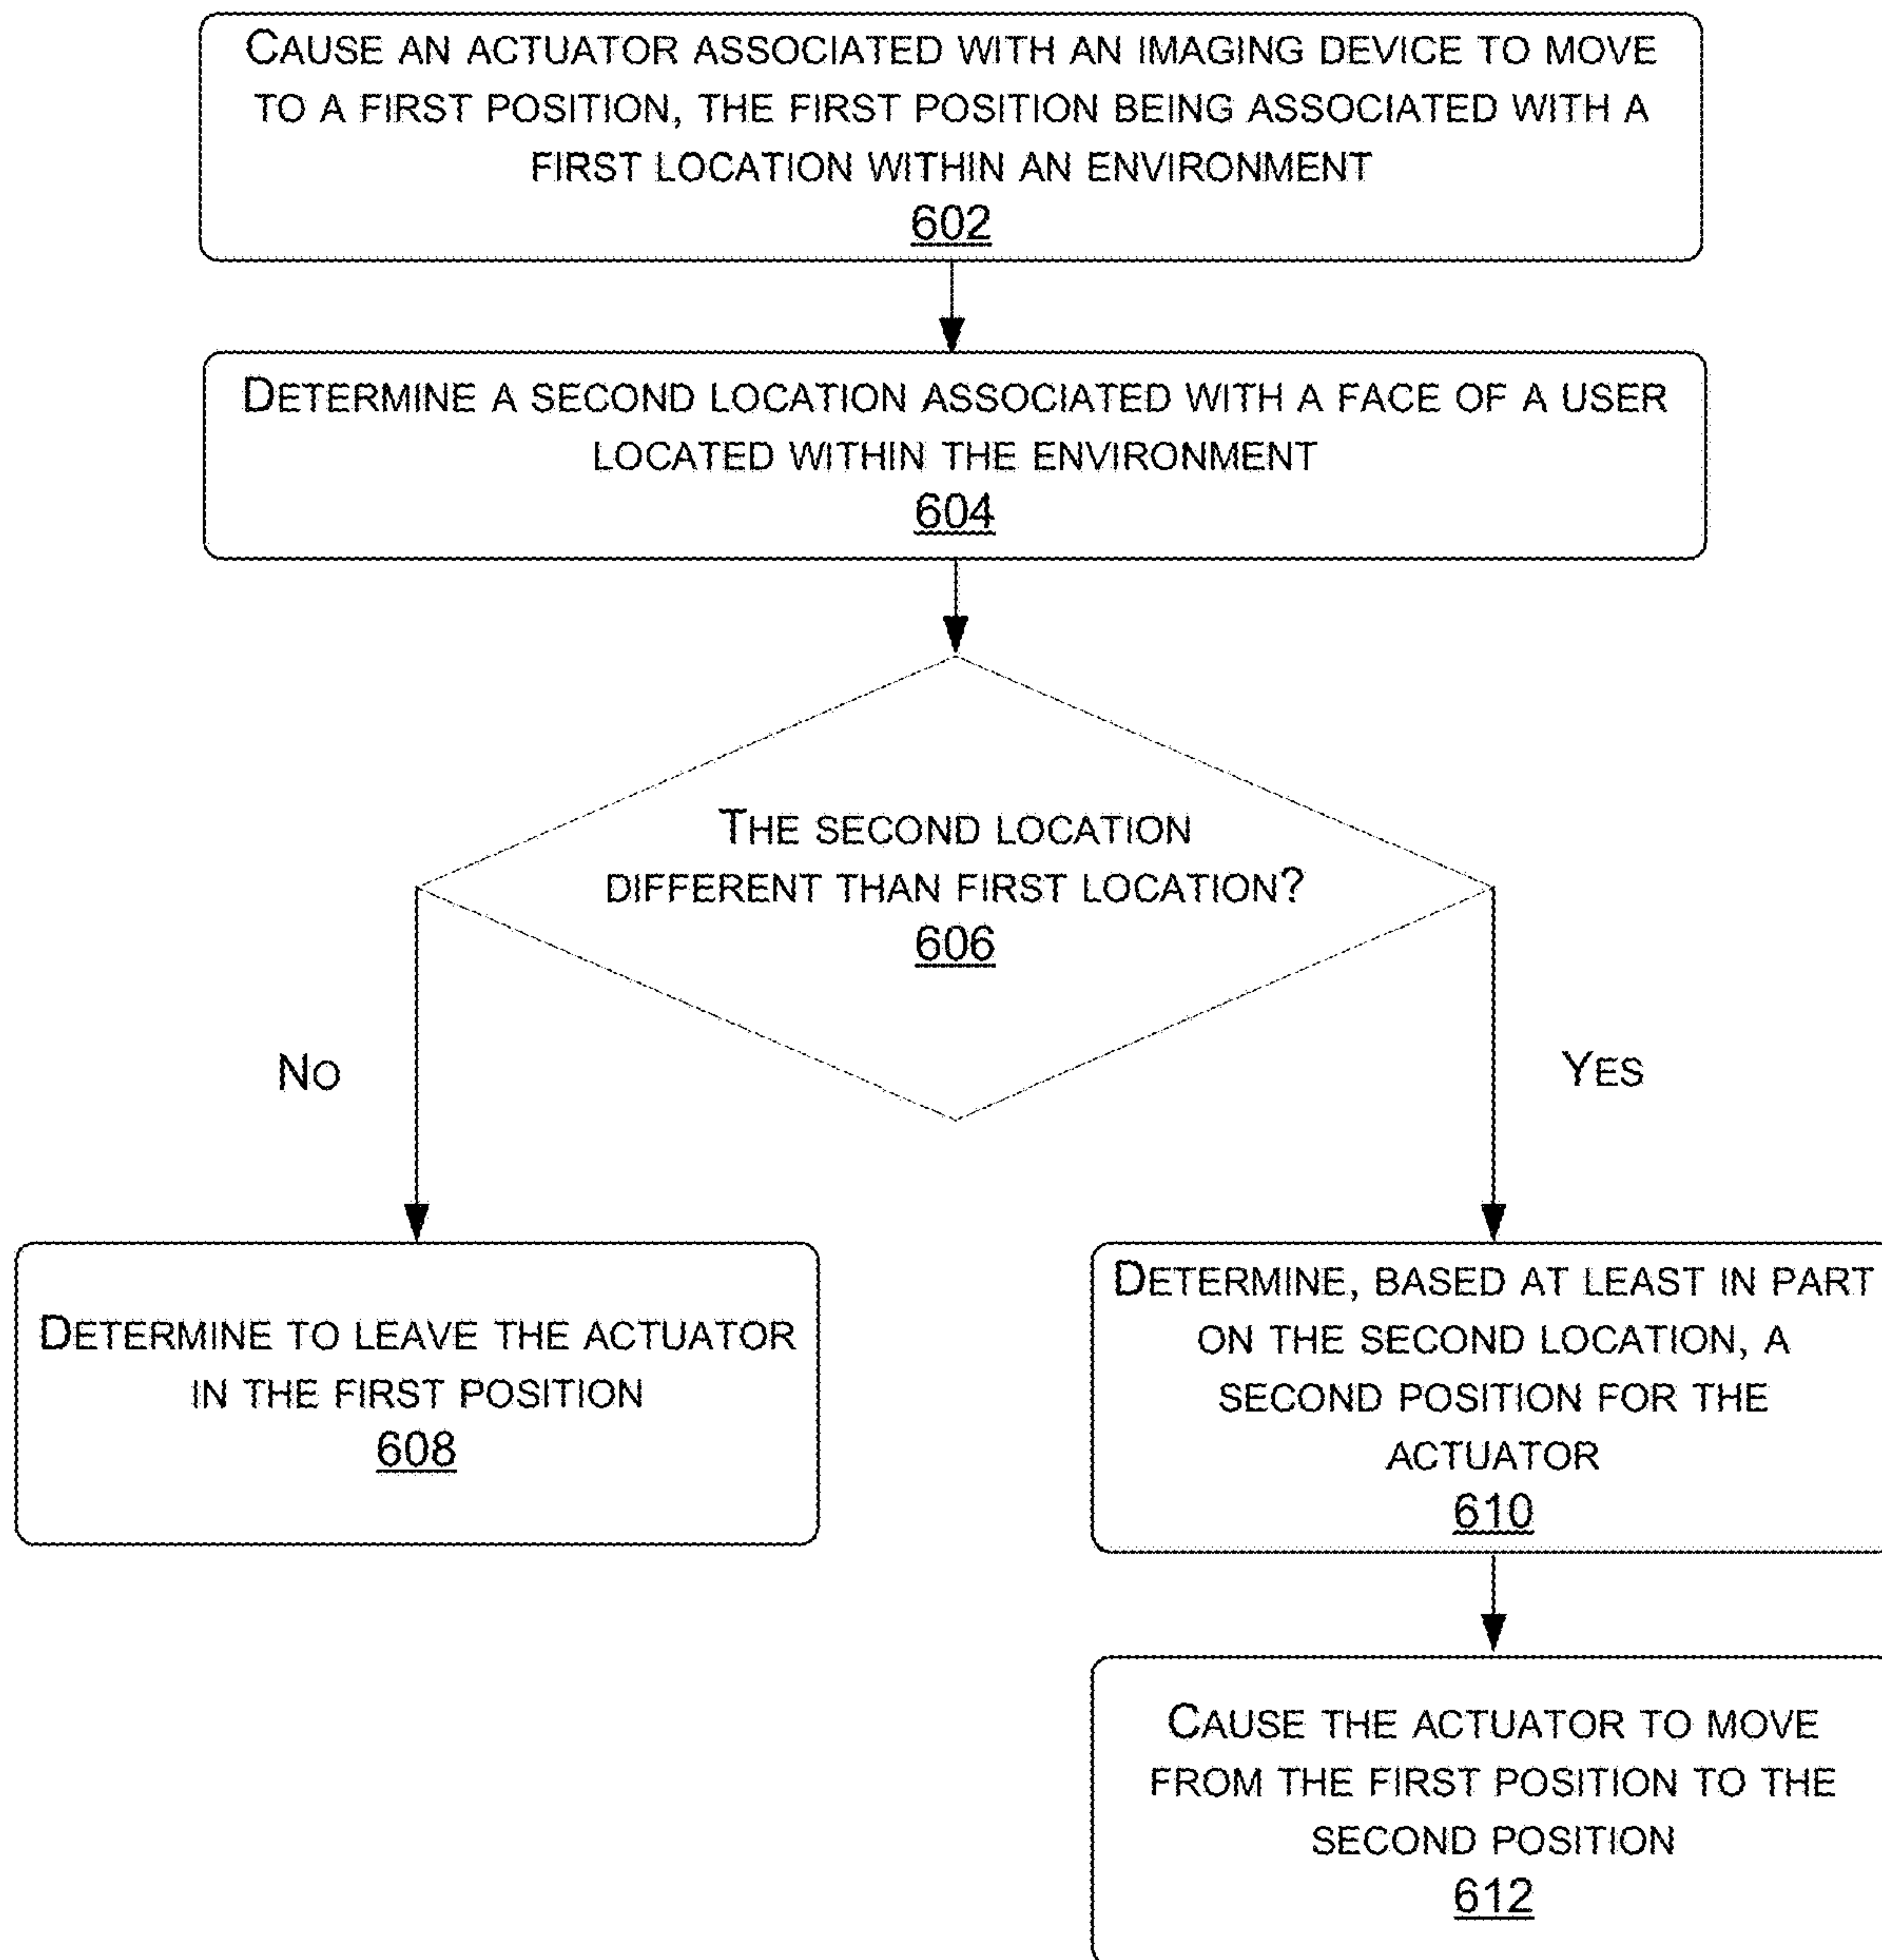 CAUSE AN ACTUATOR ASSOCIATED WITH AN IMAGING DEVICE TO MOVE
TO A FIRST POSITION, THE FIRST POSITION BEING ASSOCIATED WITH A
FIRST LOCATION WITHIN AN ENVIRONMENT
602
DETERMINE A SECOND LOCATION ASSOCIATED WITH A FACE OF A USER
LOCATED WITHIN THE ENVIRONMENT
604
THE SECOND LOCATION
DIFFERENT THAN FIRST LOCATION?
606
NO
YES
DETERMINE TO LEAVE THE ACTUATOR
IN THE FIRST POSITION
608
DETERMINE, BASED AT LEAST IN PART
ON THE SECOND LOCATION, A
SECOND POSITION FOR THE
ACTUATOR
610
CAUSE THE ACTUATOR TO MOVE
FROM THE FIRST POSITION TO THE
SECOND POSITION
612